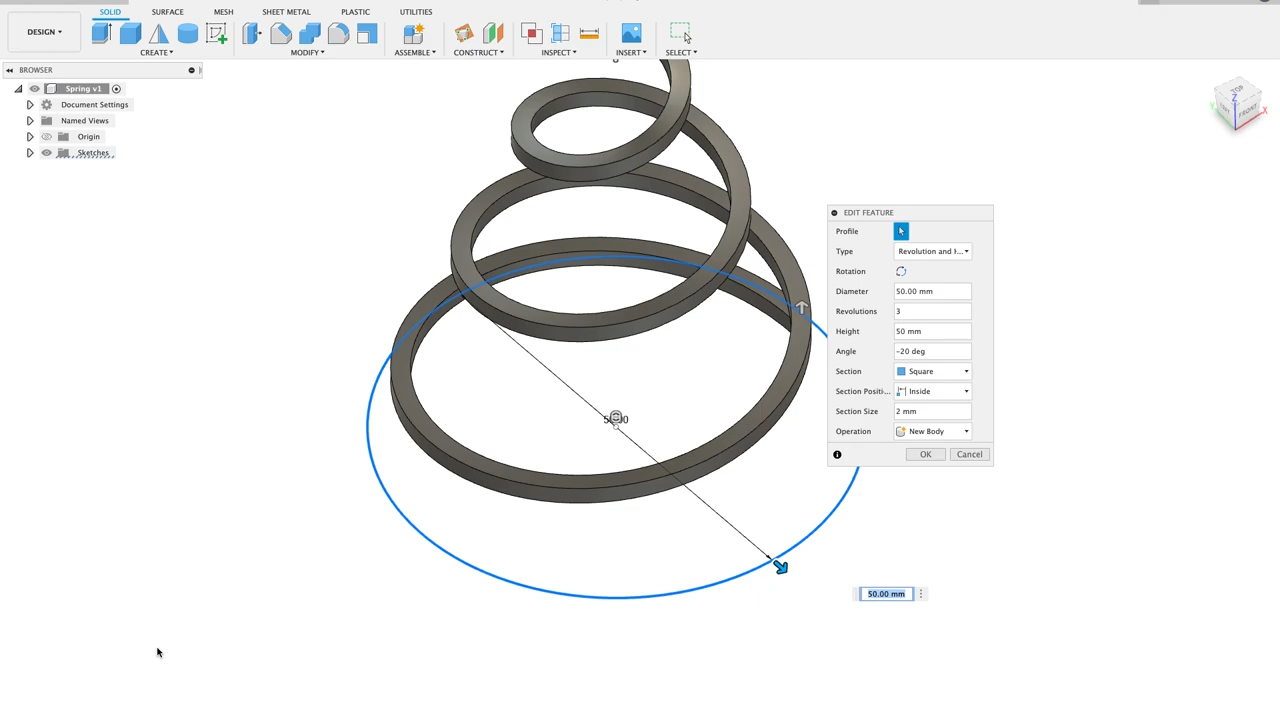 SOLID SURFACE MESH SHEET METAL PLASTIC UTILITIES
DESIGN
CREATE MODIFY ASSEMBLE CONSTRUCT INSPECT INSERT SELECT
BROWSER
Spring v1
Document Settings
Named Views
Origin
Sketches
TOP
FRONT
Z
X
EDIT FEATURE
Profile
Type Revolution and H...
Rotation
Diameter 50.00 mm
Revolutions 3
Height 50 mm
Angle -20 deg
Section Square
Section Positi... Inside
Section Size 2 mm
Operation New Body
OK Cancel
50.00 mm